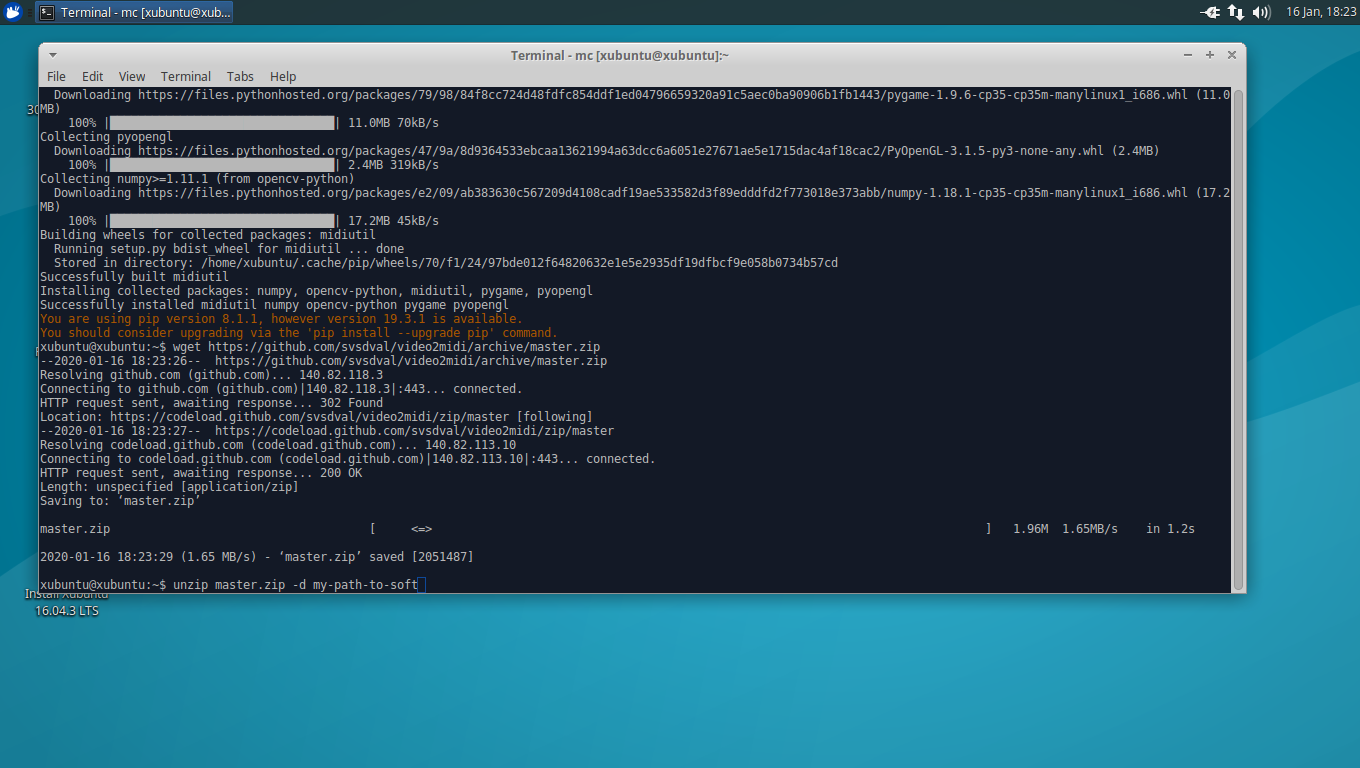 Terminal - mc [xubuntu@xub...
16 Jan, 18:23
Terminal - mc [xubuntu@xubuntu]:~
File Edit View Terminal Tabs Help
Downloading https://files.pythonhosted.org/packages/79/98/84f8cc724d48fdfc854ddf1ed04796659320a91c5aec0ba90906b1fb1443/pygame-1.9.6-cp35-cp35m-manylinux1_i686.whl (11.0
MB)
100% | | 11.0MB 70kB/s
Collecting pyopengl
Downloading https://files.pythonhosted.org/packages/47/9a/8d9364533ebcaa13621994a63dcc6a6051e27671ae5e1715dac4af18cac2/PyOpenGL-3.1.5-py3-none-any.whl (2.4MB)
100% | | 2.4MB 319kB/s
Collecting numpy>=1.11.1 (from opencv-python)
Downloading https://files.pythonhosted.org/packages/e2/09/ab383630c567209d4108cadf19ae533582d3f89edddfd2f773018e373abb/numpy-1.18.1-cp35-cp35m-manylinux1_i686.whl (17.2
MB)
100% | | 17.2MB 45kB/s
Building wheels for collected packages: midiutil
Running setup.py bdist_wheel for midiutil ... done
Stored in directory: /home/xubuntu/.cache/pip/wheels/70/f1/24/97bde012f64820632e1e5e2935df19dfbcf9e058b0734b57cd
Successfully built midiutil
Installing collected packages: numpy, opencv-python, midiutil, pygame, pyopengl
Successfully installed midiutil numpy opencv-python pygame pyopengl
You are using pip version 8.1.1, however version 19.3.1 is available.
You should consider upgrading via the 'pip install --upgrade pip' command.
xubuntu@xubuntu:~$ wget https://github.com/svsdval/video2midi/archive/master.zip
--2020-01-16 18:23:26-- https://github.com/svsdval/video2midi/archive/master.zip
Resolving github.com (github.com)... 140.82.118.3
Connecting to github.com (github.com)|140.82.118.3|:443... connected.
HTTP request sent, awaiting response... 302 Found
Location: https://codeload.github.com/svsdval/video2midi/zip/master [following]
--2020-01-16 18:23:27-- https://codeload.github.com/svsdval/video2midi/zip/master
Resolving codeload.github.com (codeload.github.com)... 140.82.113.10
Connecting to codeload.github.com (codeload.github.com)|140.82.113.10|:443... connected.
HTTP request sent, awaiting response... 200 OK
Length: unspecified [application/zip]
Saving to: ‘master.zip’
master.zip [ <=> ] 1.96M 1.65MB/s in 1.2s
2020-01-16 18:23:29 (1.65 MB/s) - ‘master.zip’ saved [2051487]
xubuntu@xubuntu:~$ unzip master.zip -d my-path-to-soft
Install Xubuntu
16.04.3 LTS